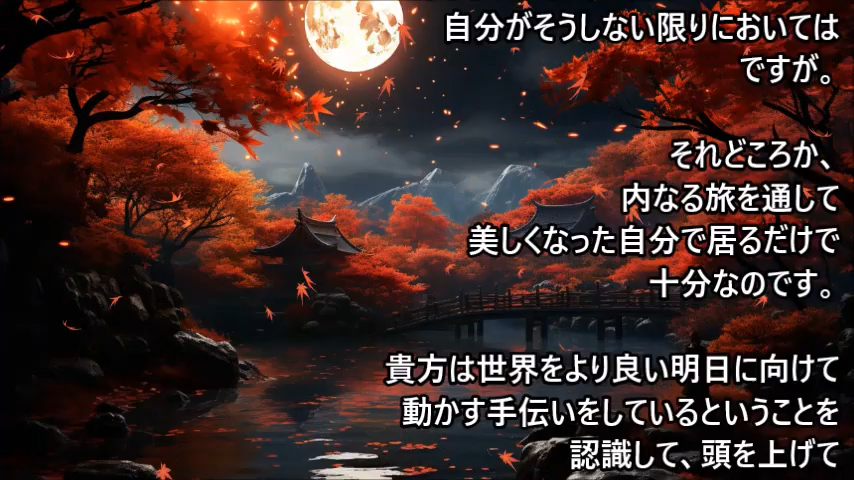 自分がそうしない限りにおいては
ですが。
それどころか、
内なる旅を通して
美しくなった自分で居るだけで
十分なのです。
貴方は世界をより良い明日に向けて
動かす手伝いをしているということを
認識して、頭を上げて